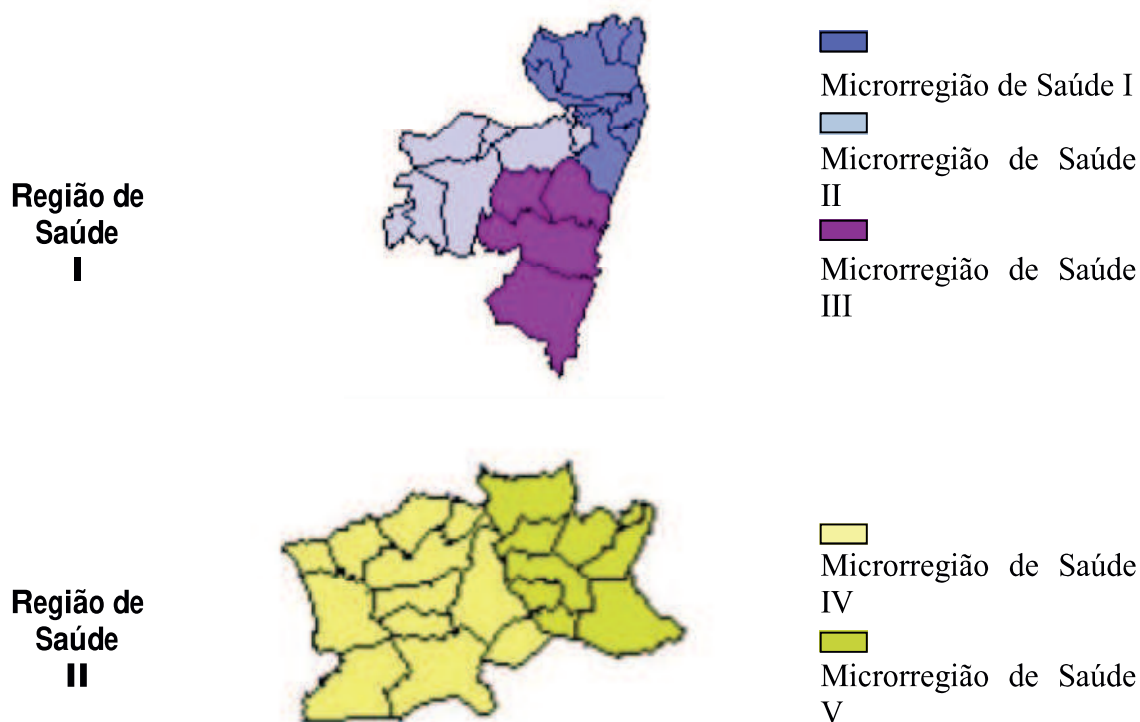 Região de
Saúde
I
Microrregião de Saúde I
Microrregião de Saúde
II
Microrregião de Saúde
III
Região de
Saúde
II
Microrregião de Saúde
IV
Microrregião de Saúde
V